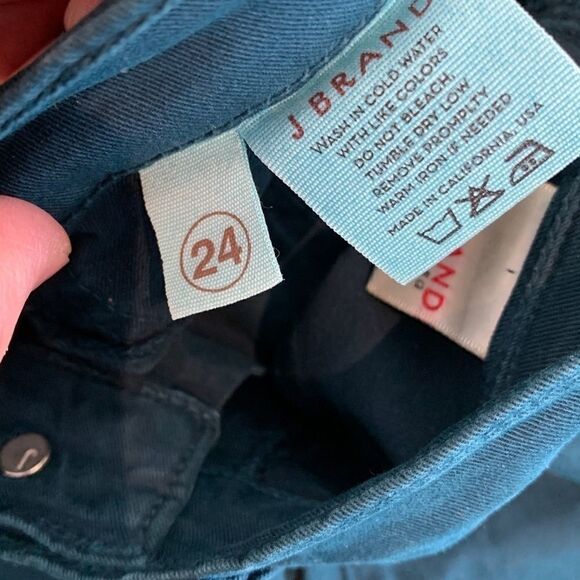 J BRAND
WASH IN COLD WATER
WITH LIKE COLORS
DO NOT BLEACH.
TUMBLE DRY LOW
REMOVE PROMPTLY
WARM IRON IF NEEDED
MADE IN CALIFORNIA, USA
24